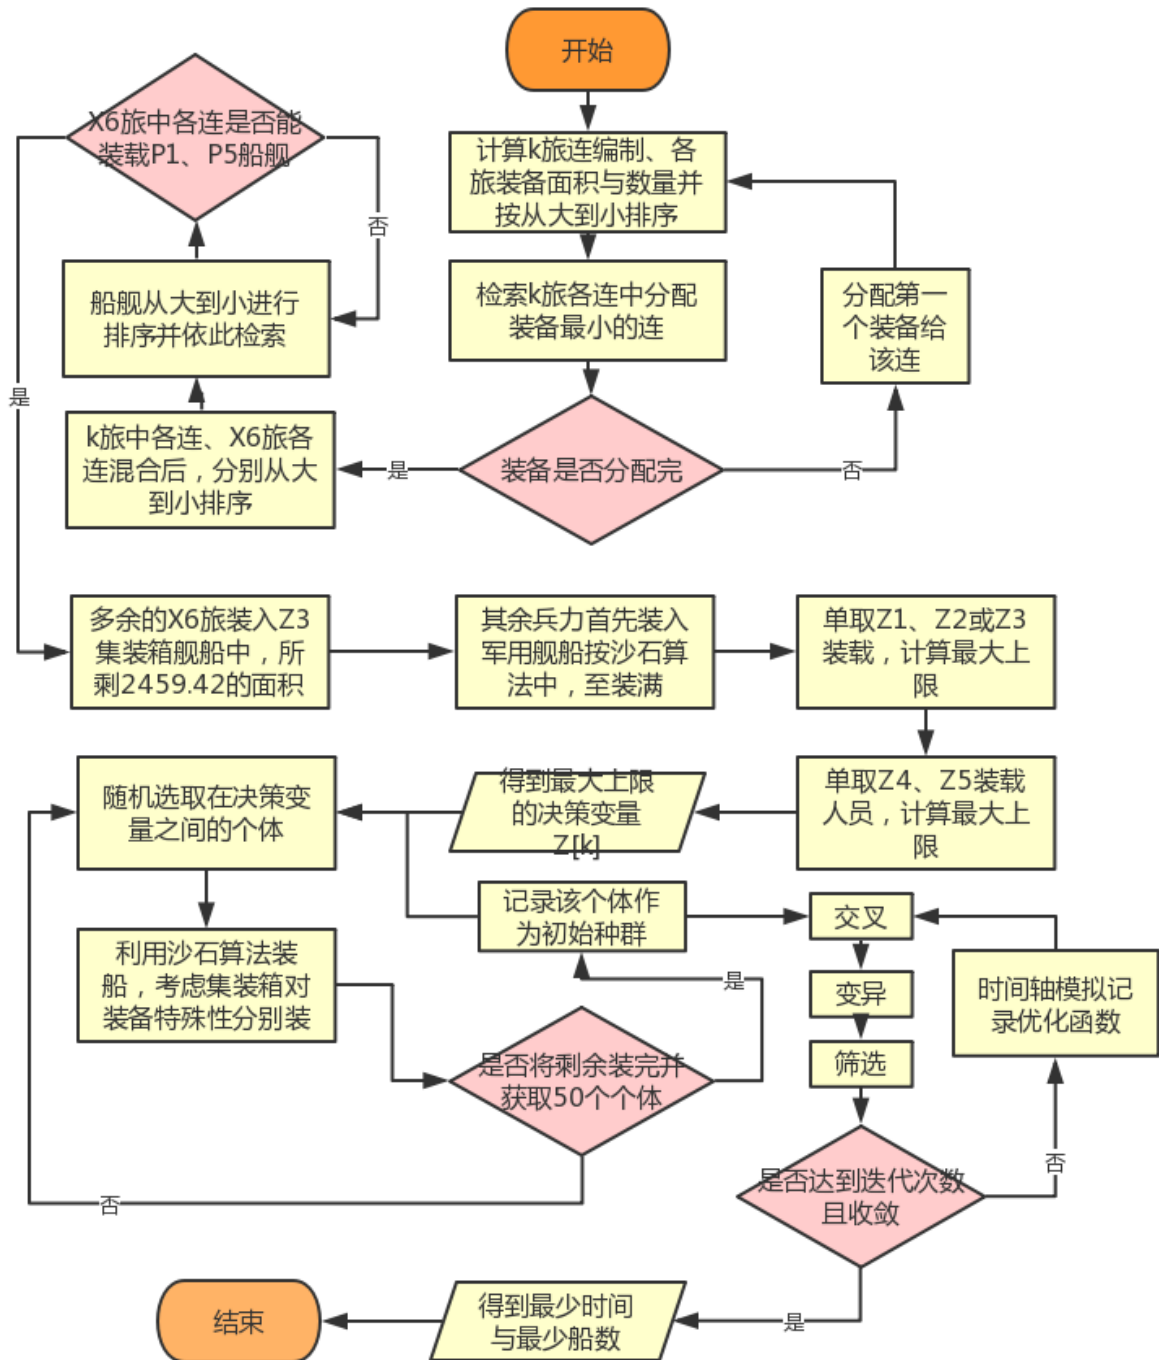 开始
计算k旅连编制、各
旅装备面积与数量并
按从大到小排序
检索k旅各连中分配
装备最小的连
分配第一
个装备给
该连
装备是否分配完
否
是
k旅中各连、X6旅各
连混合后，分别从大
到小排序
船舰从大到小进行
排序并依此检索
X6旅中各连是否能
装载P1、P5船舰
否
是
多余的X6旅装入Z3
集装箱舰船中，所
剩2459.42的面积
其余兵力首先装入
军用舰船按沙石算
法中，至装满
单取Z1、Z2或Z3
装载，计算最大上
限
单取Z4、Z5装载
人员，计算最大上
限
得到最大上限
的决策变量
Z[k]
随机选取在决策变
量之间的个体
利用沙石算法装
船，考虑集装箱对
装备特殊性分别装
是否将剩余装完并
获取50个个体
否
是
记录该个体作
为初始种群
交叉
变异
筛选
是否达到迭代次数
且收敛
否
时间轴模拟记
录优化函数
是
得到最少时间
与最少船数
结束